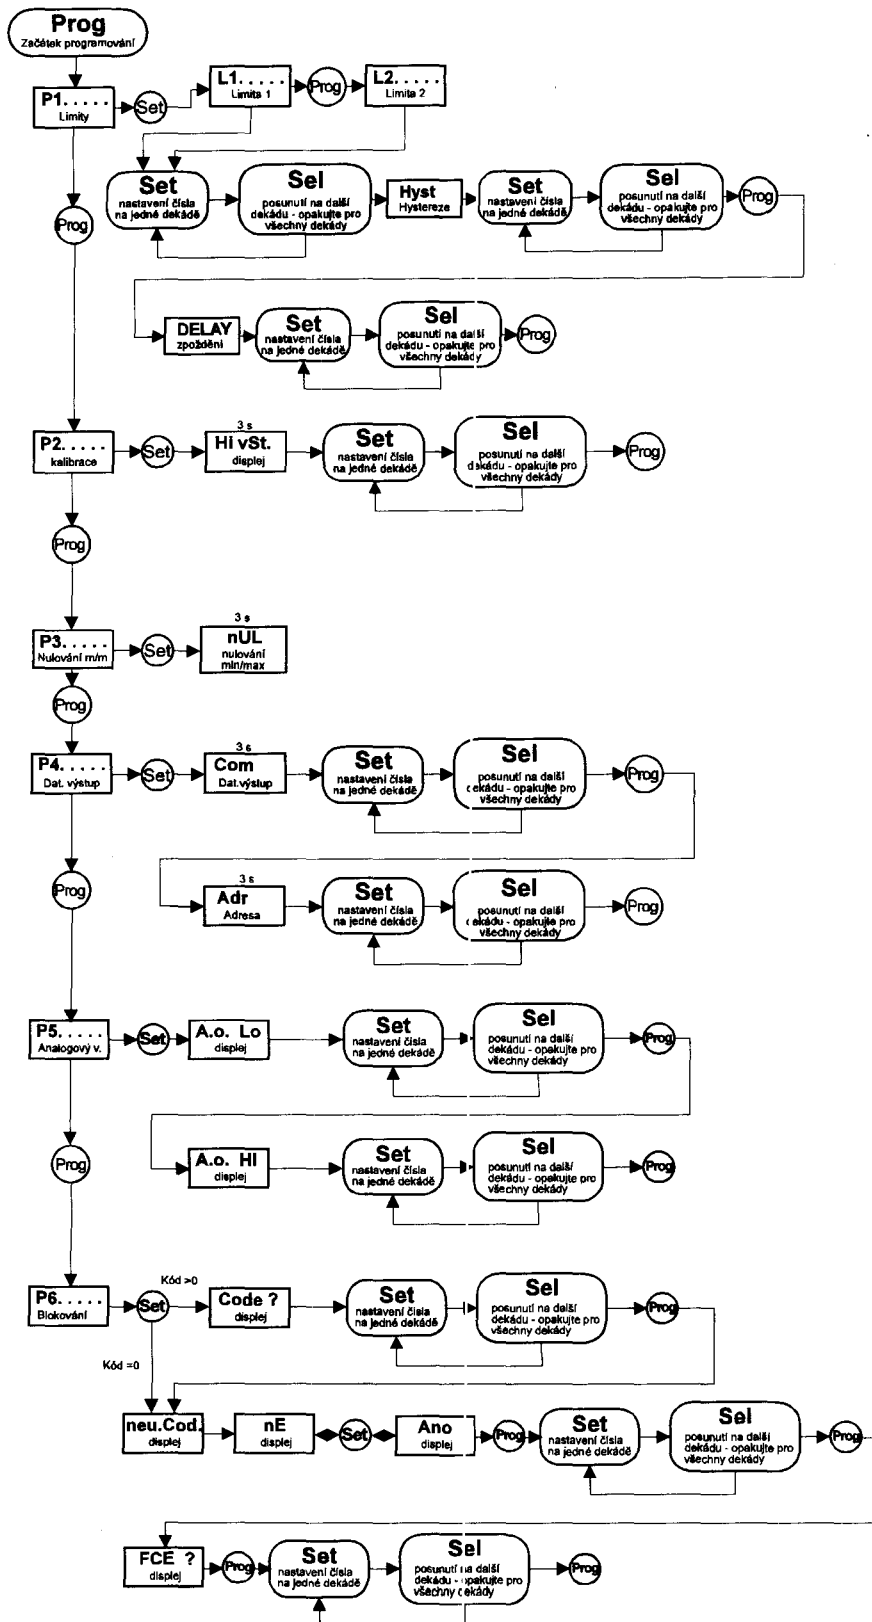 Prog
Začátek programování
P1. . . . .
Limity
Set
L1. . . . .
Limita 1
Prog
L2. . . . .
Limita 2
Prog
Set
nastavení čísla
na jedné dekádě
Sel
posunutí na další
dekádu - opakujte pro
všechny dekády
Hyst
Hystereze
Set
nastavení čísla
na jedné dekádě
Sel
posunutí na další
dekádu - opakujte pro
všechny dekády
Prog
DELAY
zpoždění
Set
nastavení čísla
na jedné dekádě
Sel
posunutí na další
dekádu - opakujte pro
všechny dekády
Prog
P2. . . . .
kalibrace
Set
3 s
Hi vSt.
displej
Set
nastavení čísla
na jedné dekádě
Sel
posunutí na další
dekádu - opakujte pro
všechny dekády
Prog
Prog
P3. . . . .
Nulování m/m
Set
3 s
nUL
nulování
min/max
Prog
P4. . . . .
Dat. výstup
Set
3 s
Com
Dat.výstup
Set
nastavení čísla
na jedné dekádě
Sel
posunutí na další
dekádu - opakujte pro
všechny dekády
Prog
Prog
3 s
Adr
Adresa
Set
nastavení čísla
na jedné dekádě
Sel
posunutí na další
dekádu - opakujte pro
všechny dekády
Prog
P5. . . . .
Analogový v.
Set
A.o. Lo
displej
Set
nastavení čísla
na jedné dekádě
Sel
posunutí na další
dekádu - opakujte pro
všechny dekády
Prog
Prog
A.o. HI
displej
Set
nastavení čísla
na jedné dekádě
Sel
posunutí na další
dekádu - opakujte pro
všechny dekády
Prog
P6. . . . .
Blokování
Set
Kód >0
Code ?
displej
Set
nastavení čísla
na jedné dekádě
Sel
posunutí na další
dekádu - opakujte pro
všechny dekády
Prog
Kód =0
neu.Cod.
displej
nE
displej
Set
Ano
displej
Prog
Set
nastavení čísla
na jedné dekádě
Sel
posunutí na další
dekádu - opakujte pro
všechny dekády
Prog
FCE ?
displej
Prog
Set
nastavení čísla
na jedné dekádě
Sel
posunutí na další
dekádu - opakujte pro
všechny dekády
Prog